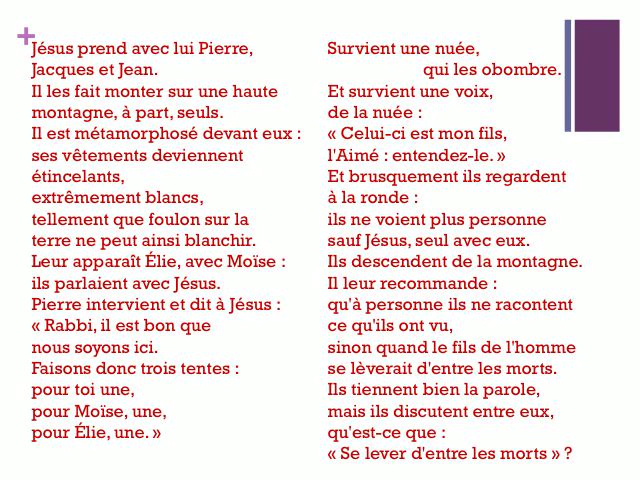 +
Jésus prend avec lui Pierre,
Jacques et Jean.
Il les fait monter sur une haute
montagne, à part, seuls.
Il est métamorphosé devant eux :
ses vêtements deviennent
étincelants,
extrêmement blancs,
tellement que foulon sur la
terre ne peut ainsi blanchir.
Leur apparaît Élie, avec Moïse :
ils parlaient avec Jésus.
Pierre intervient et dit à Jésus :
« Rabbi, il est bon que
nous soyons ici.
Faisons donc trois tentes :
pour toi une,
pour Moïse, une,
pour Élie, une. »
Survient une nuée,
qui les obombre.
Et survient une voix,
de la nuée :
« Celui-ci est mon fils,
l'Aimé : entendez-le. »
Et brusquement ils regardent
à la ronde :
ils ne voient plus personne
sauf Jésus, seul avec eux.
Ils descendent de la montagne.
Il leur recommande :
qu'à personne ils ne racontent
ce qu'ils ont vu,
sinon quand le fils de l'homme
se lèverait d'entre les morts.
Ils tiennent bien la parole,
mais ils discutent entre eux,
qu'est-ce que :
« Se lever d'entre les morts » ?